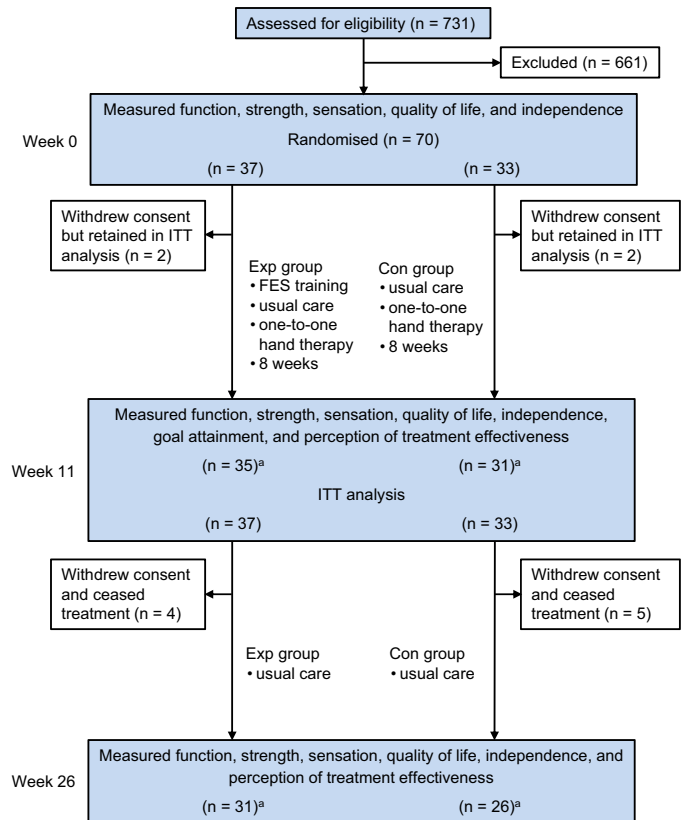 Assessed for eligibility (n = 731)
Excluded (n = 661)
Measured function, strength, sensation, quality of life, and independence
Week 0
Randomised (n = 70)
(n = 37) (n = 33)
Withdrew consent
but retained in ITT
analysis (n = 2)
Withdrew consent
but retained in ITT
analysis (n = 2)
Exp group
• FES training
• usual care
• one-to-one
hand therapy
• 8 weeks
Con group
• usual care
• one-to-one
hand therapy
• 8 weeks
Measured function, strength, sensation, quality of life, independence,
goal attainment, and perception of treatment effectiveness
Week 11
(n = 35)ᵃ (n = 31)ᵃ
ITT analysis
(n = 37) (n = 33)
Withdrew consent
and ceased
treatment (n = 4)
Withdrew consent
and ceased
treatment (n = 5)
Exp group
• usual care
Con group
• usual care
Measured function, strength, sensation, quality of life, independence, and
perception of treatment effectiveness
Week 26
(n = 31)ᵃ (n = 26)ᵃ